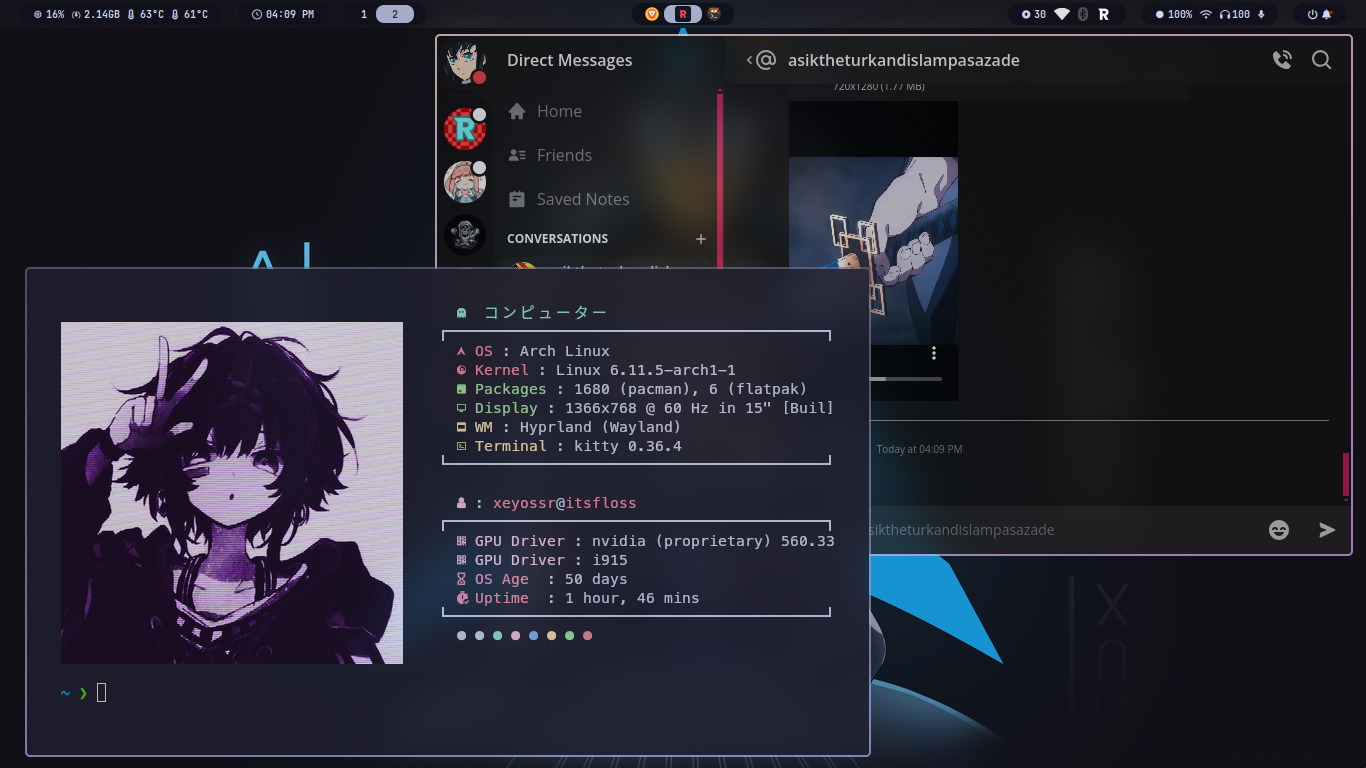 16% 2.14GB 63°C 61°C
04:09 PM
1 2
30
100% 100
Direct Messages
@ asiktheturkandislampasazade
720x1280 (1.77 MB)
Home
Friends
Saved Notes
CONVERSATIONS +
コンピューター
OS : Arch Linux
Kernel : Linux 6.11.5-arch1-1
Packages : 1680 (pacman), 6 (flatpak)
Display : 1366x768 @ 60 Hz in 15" [Buil]
WM : Hyprland (Wayland)
Terminal : kitty 0.36.4
: xeyossr@itsfloss
GPU Driver : nvidia (proprietary) 560.33
GPU Driver : i915
OS Age : 50 days
Uptime : 1 hour, 46 mins
~ ❯
Today at 04:09 PM
siktheturkandislampasazade